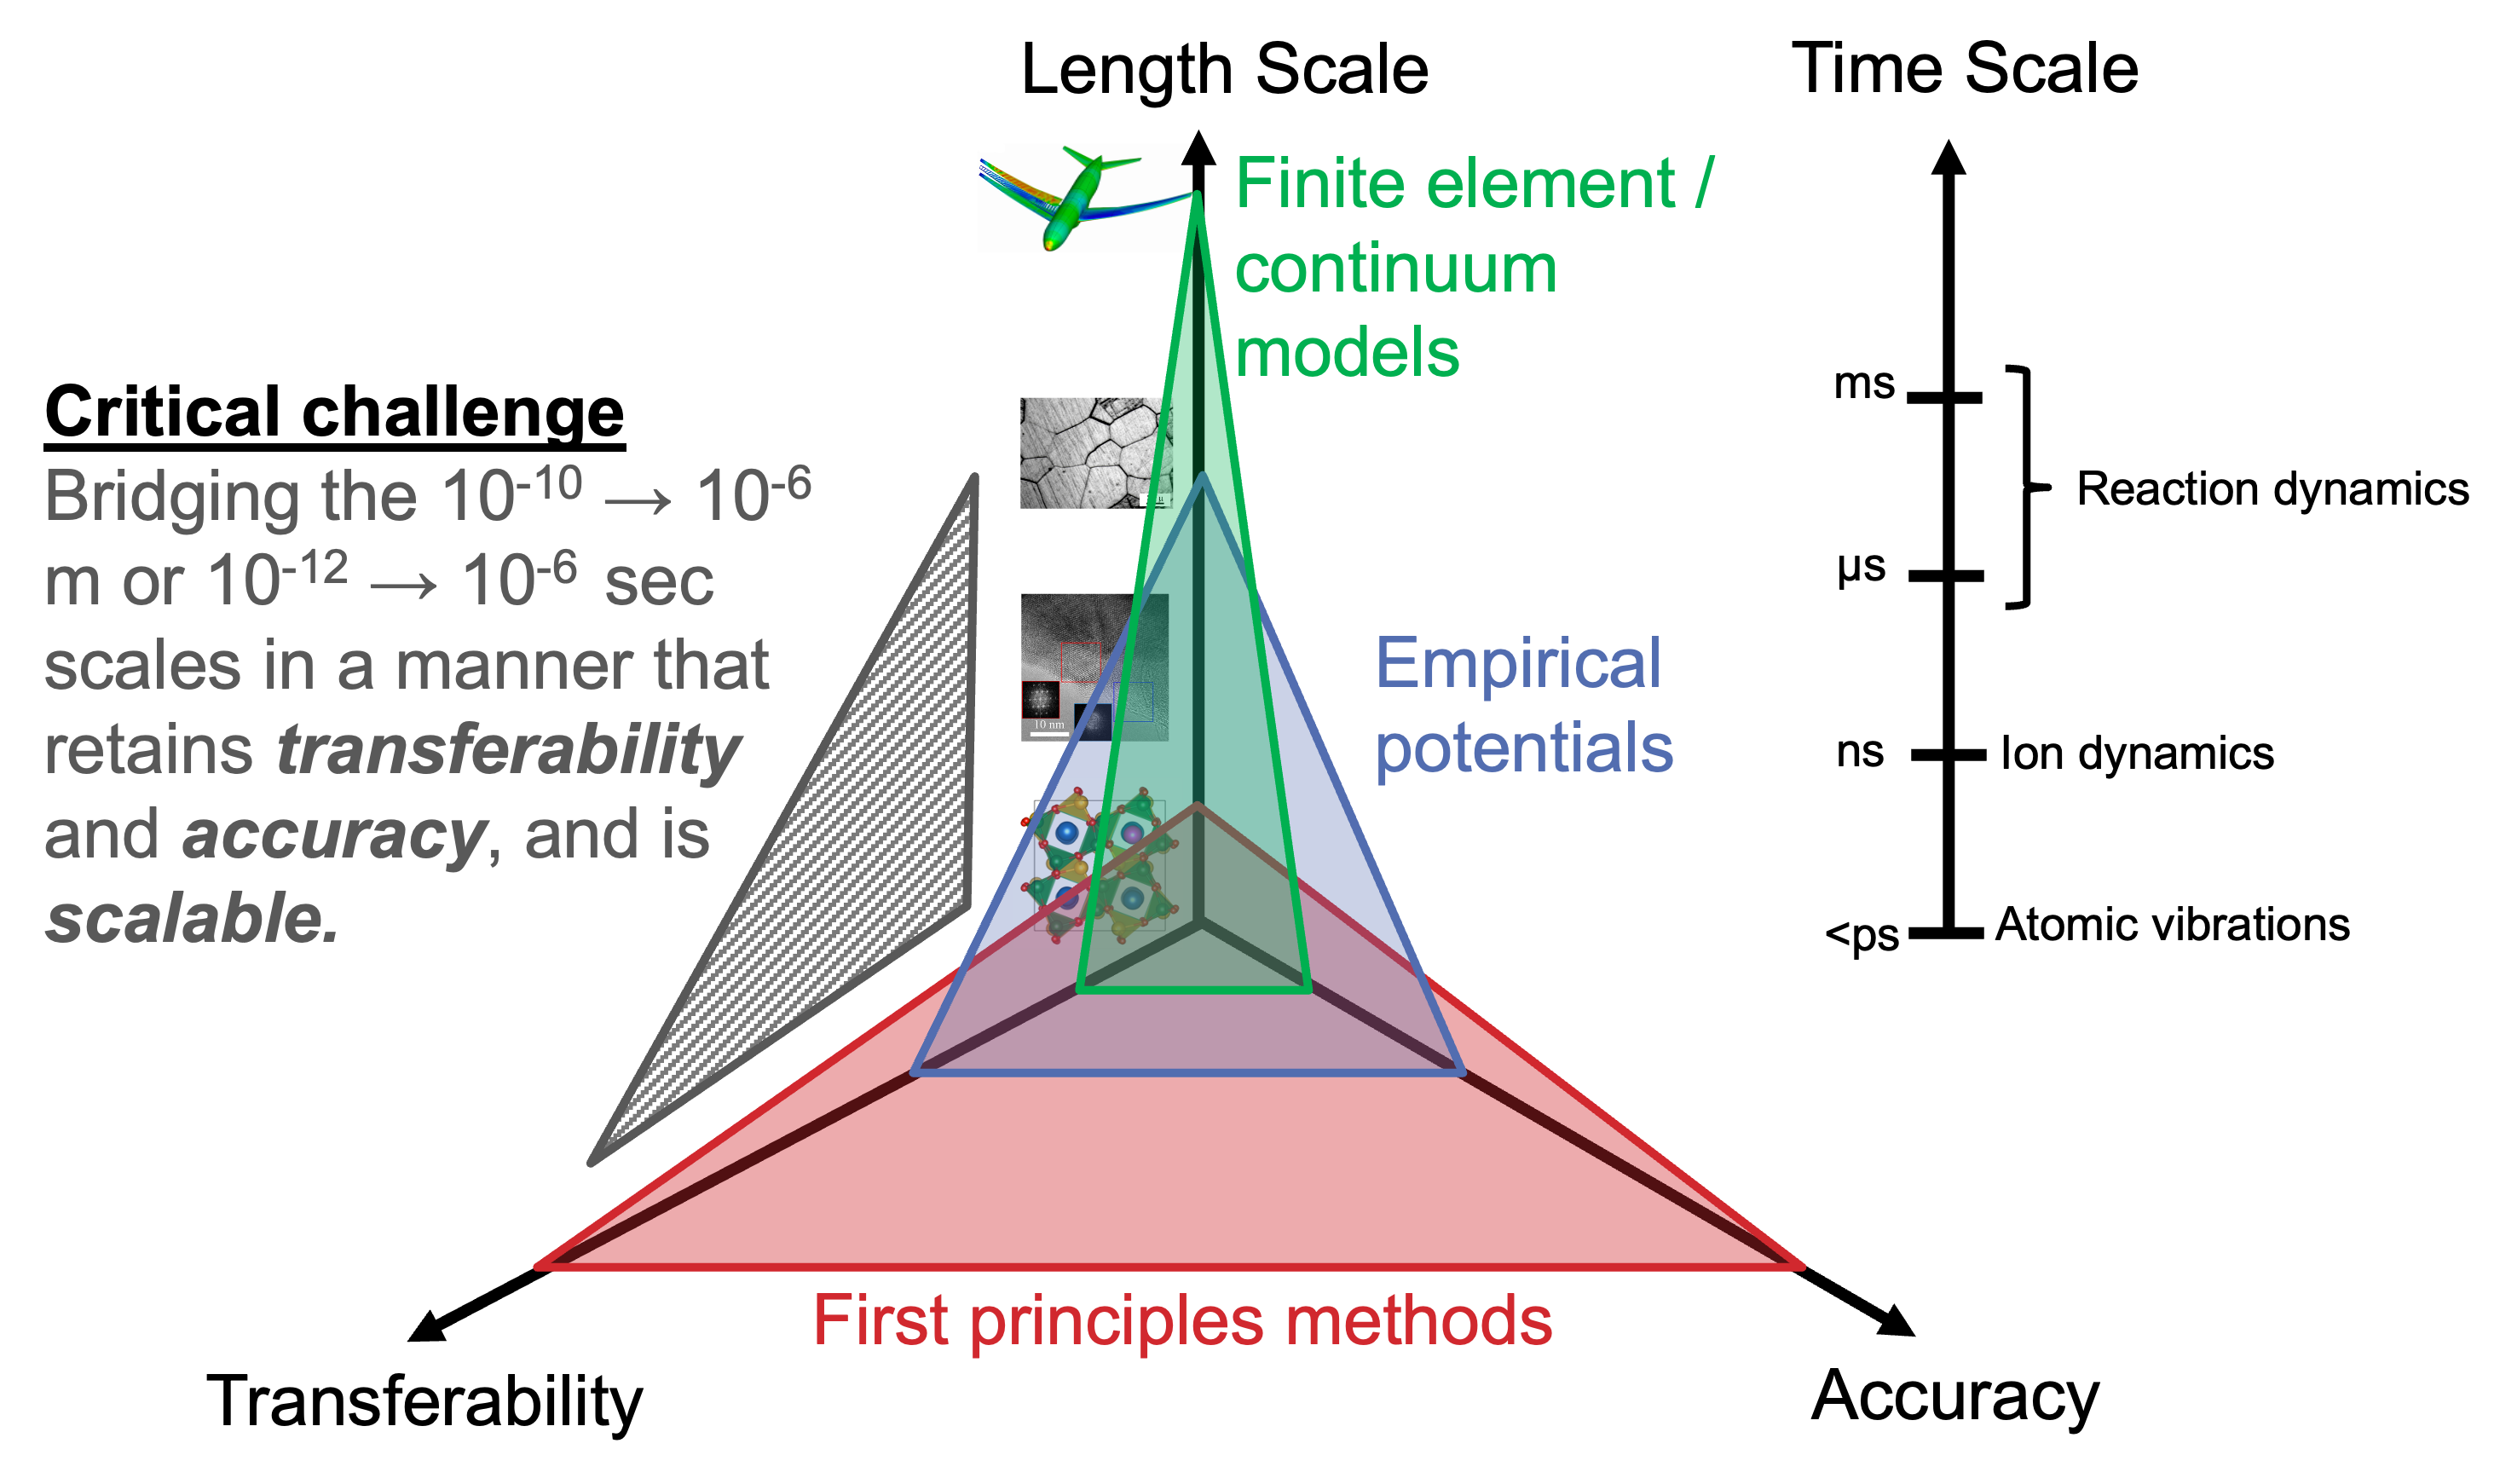 Length Scale
Time Scale
Finite element /
continuum
models
Critical challenge
Bridging the 10⁻¹⁰ → 10⁻⁶
m or 10⁻¹² → 10⁻⁶ sec
scales in a manner that
retains transferability
and accuracy, and is
scalable.
10 nm
Empirical
potentials
ms
Reaction dynamics
µs
ns
Ion dynamics
<ps
Atomic vibrations
First principles methods
Transferability
Accuracy